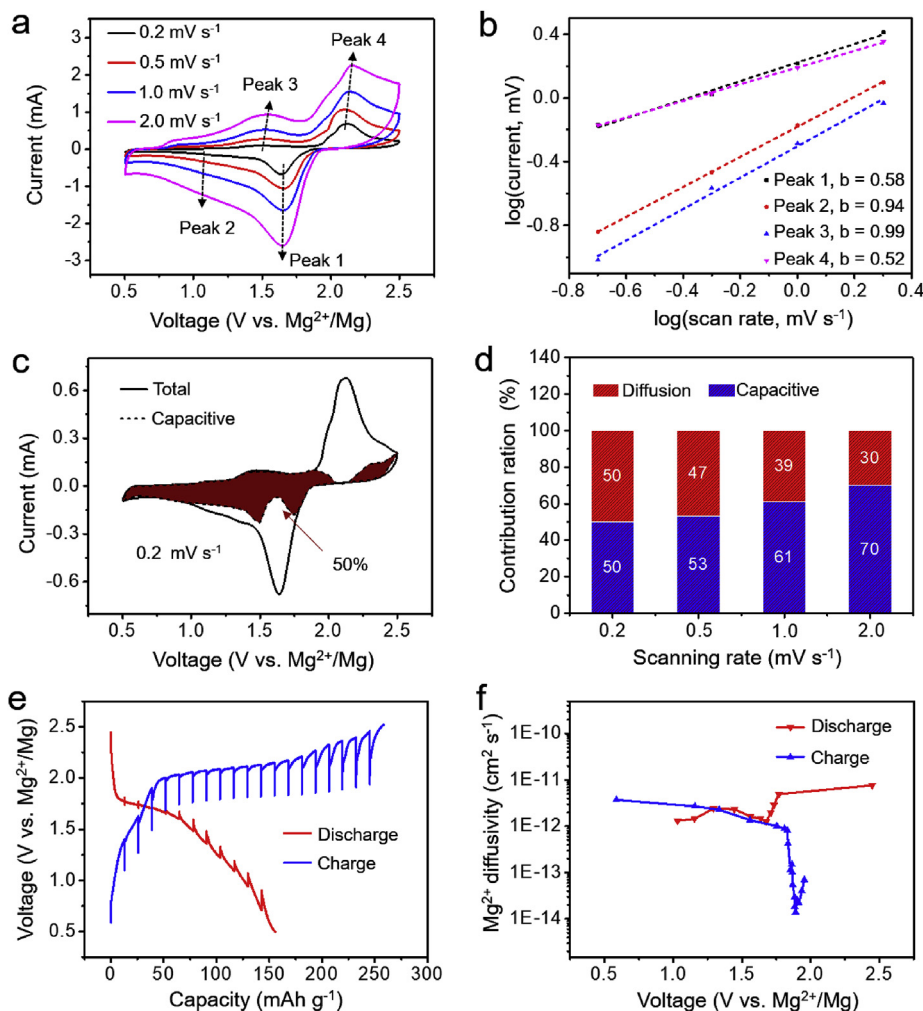 a
0.2 mV s⁻¹
0.5 mV s⁻¹
1.0 mV s⁻¹
2.0 mV s⁻¹
Peak 4
Peak 3
Peak 2
Peak 1
3
2
1
0
-1
-2
-3
Current (mA)
0.5 1.0 1.5 2.0 2.5
Voltage (V vs. Mg²⁺/Mg)
b
0.4
0.0
-0.4
-0.8
log(current, mV)
Peak 1, b = 0.58
Peak 2, b = 0.94
Peak 3, b = 0.99
Peak 4, b = 0.52
-0.8 -0.6 -0.4 -0.2 0.0 0.2 0.4
log(scan rate, mV s⁻¹)
c
Total
Capacitive
0.6
0.3
0.0
-0.3
-0.6
Current (mA)
0.2 mV s⁻¹
50%
0.5 1.0 1.5 2.0 2.5
Voltage (V vs. Mg²⁺/Mg)
d
140
120
100
80
60
40
20
0
Contribution ration (%)
Diffusion Capacitive
50 47 39 30
50 53 61 70
0.2 0.5 1.0 2.0
Scanning rate (mV s⁻¹)
e
2.5
2.0
1.5
1.0
0.5
Voltage (V vs. Mg²⁺/Mg)
Discharge
Charge
0 50 100 150 200 250 300
Capacity (mAh g⁻¹)
f
1E-10
1E-11
1E-12
1E-13
1E-14
Mg²⁺ diffusivity (cm² s⁻¹)
Discharge
Charge
0.5 1.0 1.5 2.0 2.5
Voltage (V vs. Mg²⁺/Mg)